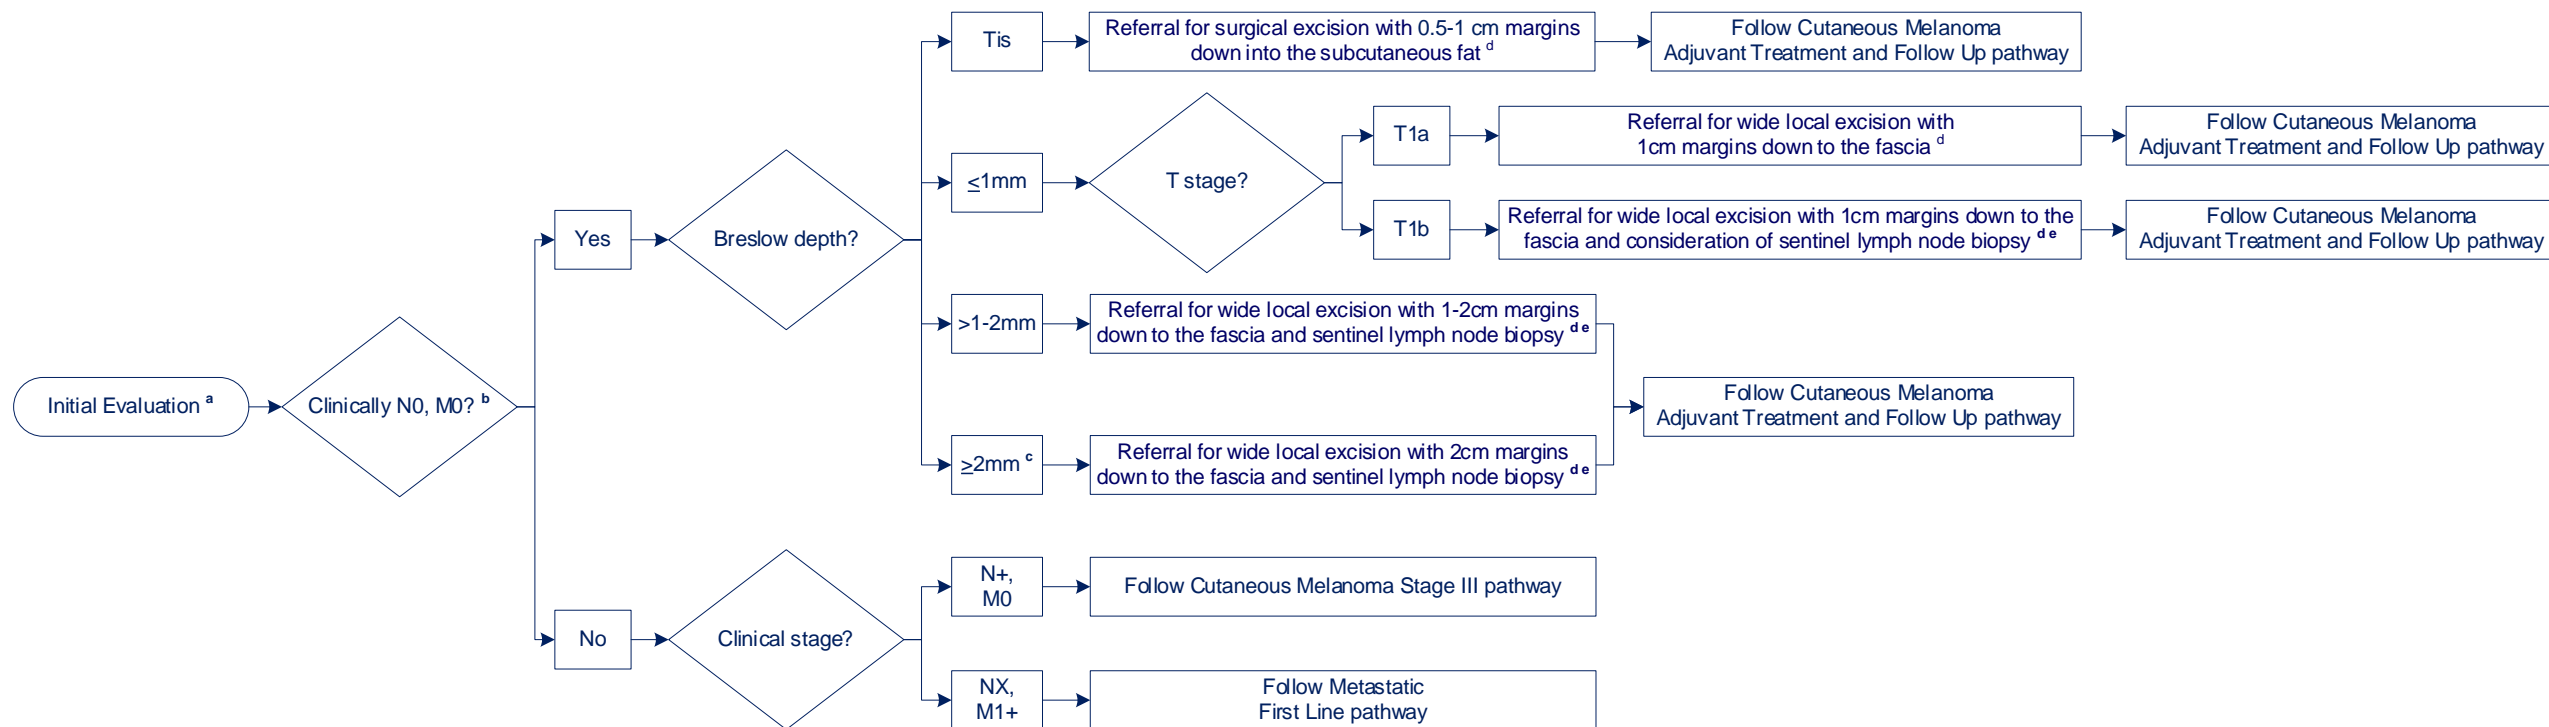 Initial Evaluation a
Clinically N0, M0? b
Yes
Breslow depth?
Tis
Referral for surgical excision with 0.5-1 cm margins
down into the subcutaneous fat d
Follow Cutaneous Melanoma
Adjuvant Treatment and Follow Up pathway
≤1mm
T stage?
T1a
Referral for wide local excision with
1cm margins down to the fascia d
Follow Cutaneous Melanoma
Adjuvant Treatment and Follow Up pathway
T1b
Referral for wide local excision with 1cm margins down to the
fascia and consideration of sentinel lymph node biopsy d e
Follow Cutaneous Melanoma
Adjuvant Treatment and Follow Up pathway
>1-2mm
Referral for wide local excision with 1-2cm margins
down to the fascia and sentinel lymph node biopsy d e
≥2mm c
Referral for wide local excision with 2cm margins
down to the fascia and sentinel lymph node biopsy d e
Follow Cutaneous Melanoma
Adjuvant Treatment and Follow Up pathway
No
Clinical stage?
N+,
M0
Follow Cutaneous Melanoma Stage III pathway
NX,
M1+
Follow Metastatic
First Line pathway